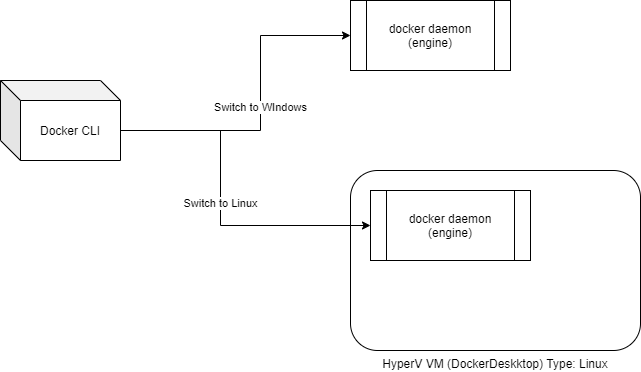 docker daemon
(engine)
Docker CLI
Switch to WIndows
Switch to Linux
docker daemon
(engine)
HyperV VM (DockerDeskktop) Type: Linux